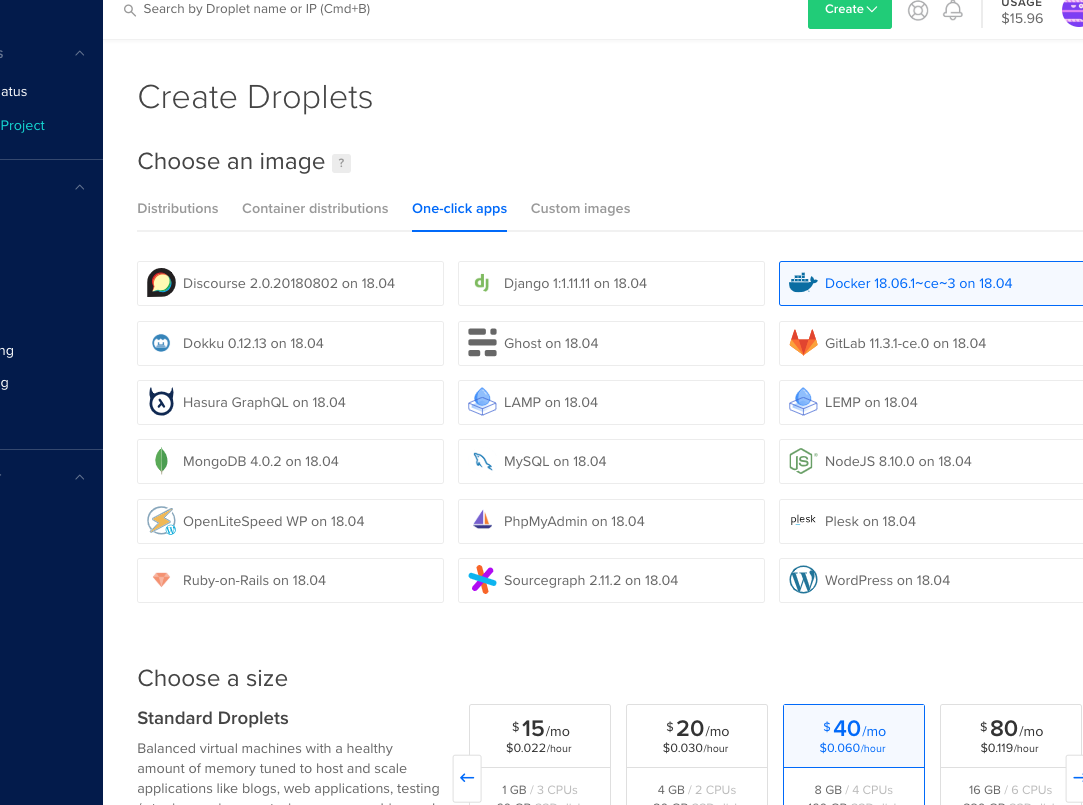 Search by Droplet name or IP (Cmd+B)
Create
USAGE
$15.96
atus
Project
ng
g
Create Droplets
Choose an image ?
Distributions Container distributions One-click apps Custom images
Discourse 2.0.20180802 on 18.04
dj Django 1:1.11.11 on 18.04
Docker 18.06.1~ce~3 on 18.04
Dokku 0.12.13 on 18.04
Ghost on 18.04
GitLab 11.3.1-ce.0 on 18.04
Hasura GraphQL on 18.04
LAMP on 18.04
LEMP on 18.04
MongoDB 4.0.2 on 18.04
MySQL on 18.04
JS NodeJS 8.10.0 on 18.04
OpenLiteSpeed WP on 18.04
PhpMyAdmin on 18.04
plesk Plesk on 18.04
Ruby-on-Rails on 18.04
Sourcegraph 2.11.2 on 18.04
WordPress on 18.04
Choose a size
Standard Droplets
Balanced virtual machines with a healthy
amount of memory tuned to host and scale
applications like blogs, web applications, testing
$15/mo
$0.022/hour
1 GB / 3 CPUs
$20/mo
$0.030/hour
4 GB / 2 CPUs
$40/mo
$0.060/hour
8 GB / 4 CPUs
$80/mo
$0.119/hour
16 GB / 6 CPUs